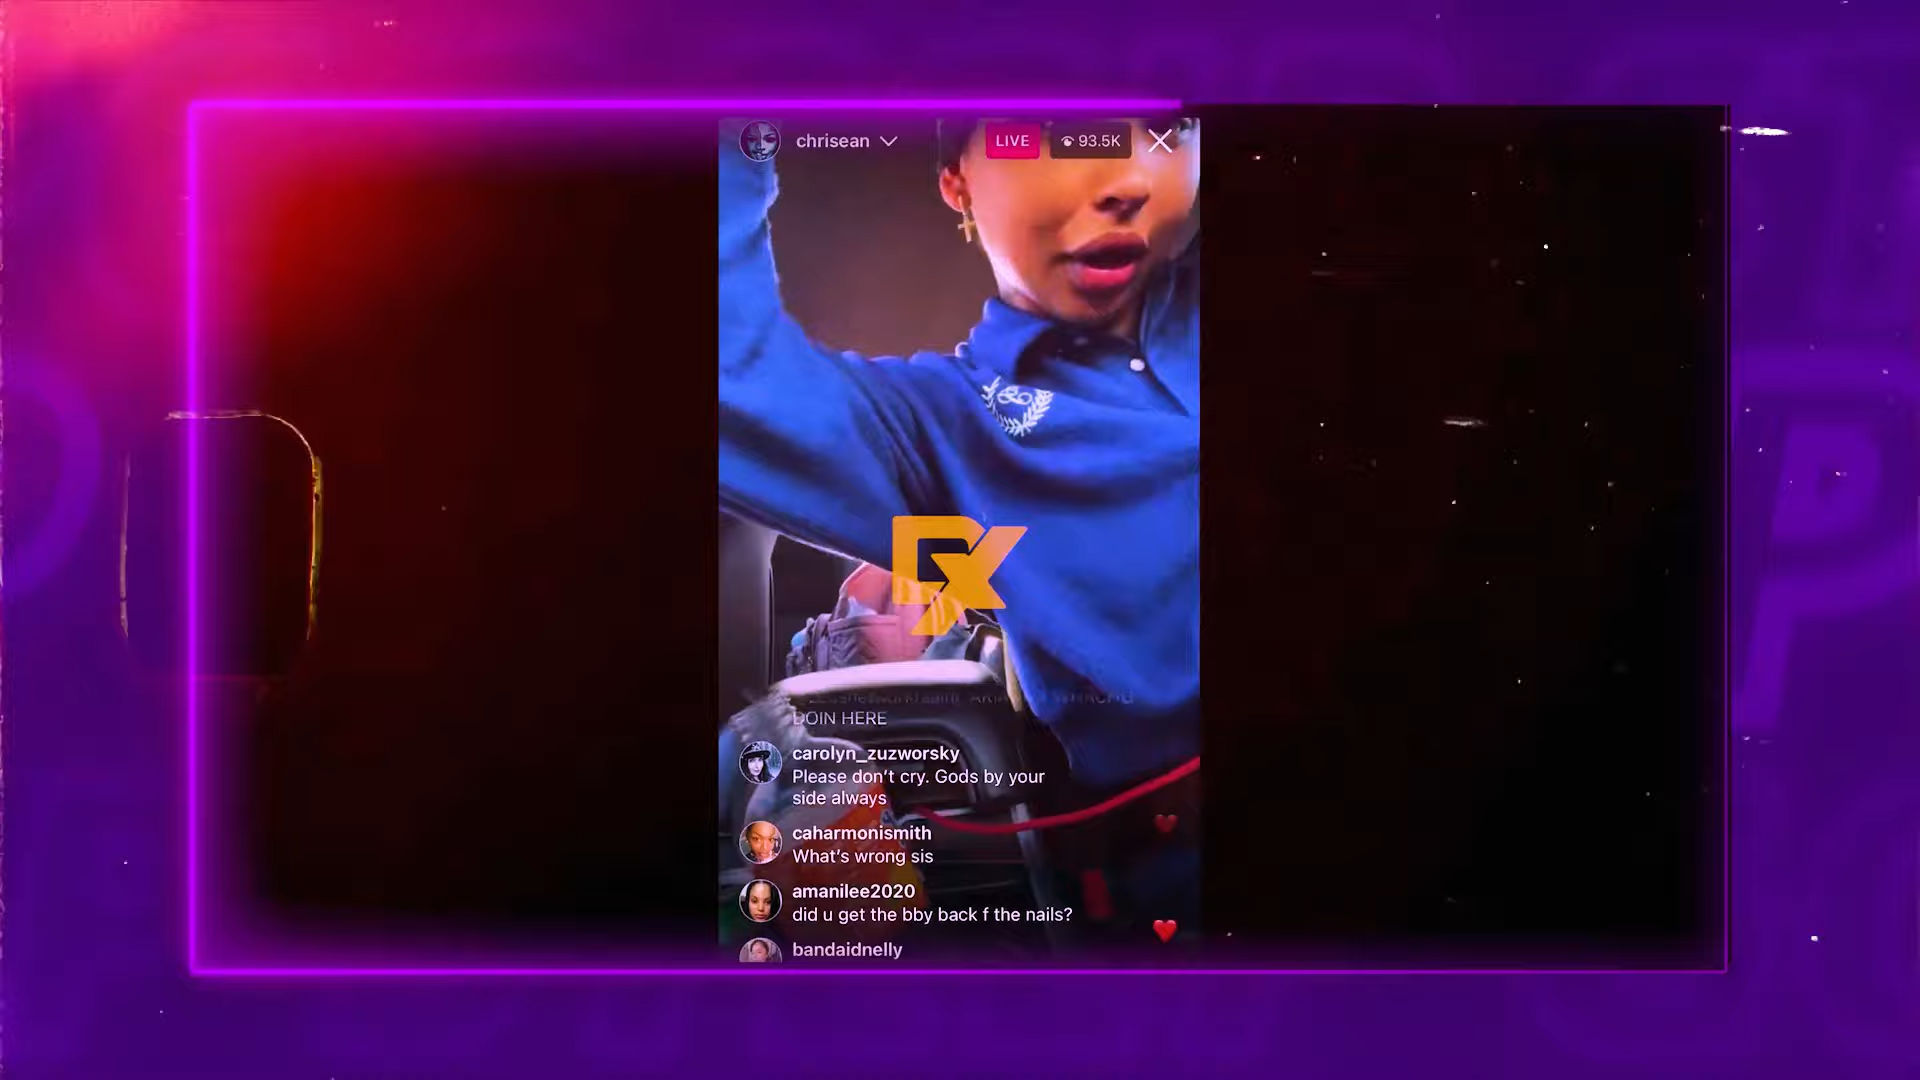 chrisean
LIVE
93.5K
DX
DOIN HERE
carolyn_zuzworsky
Please don't cry. Gods by your
side always
caharmonismith
What's wrong sis
amanilee2020
did u get the bby back f the nails?
bandaidnelly